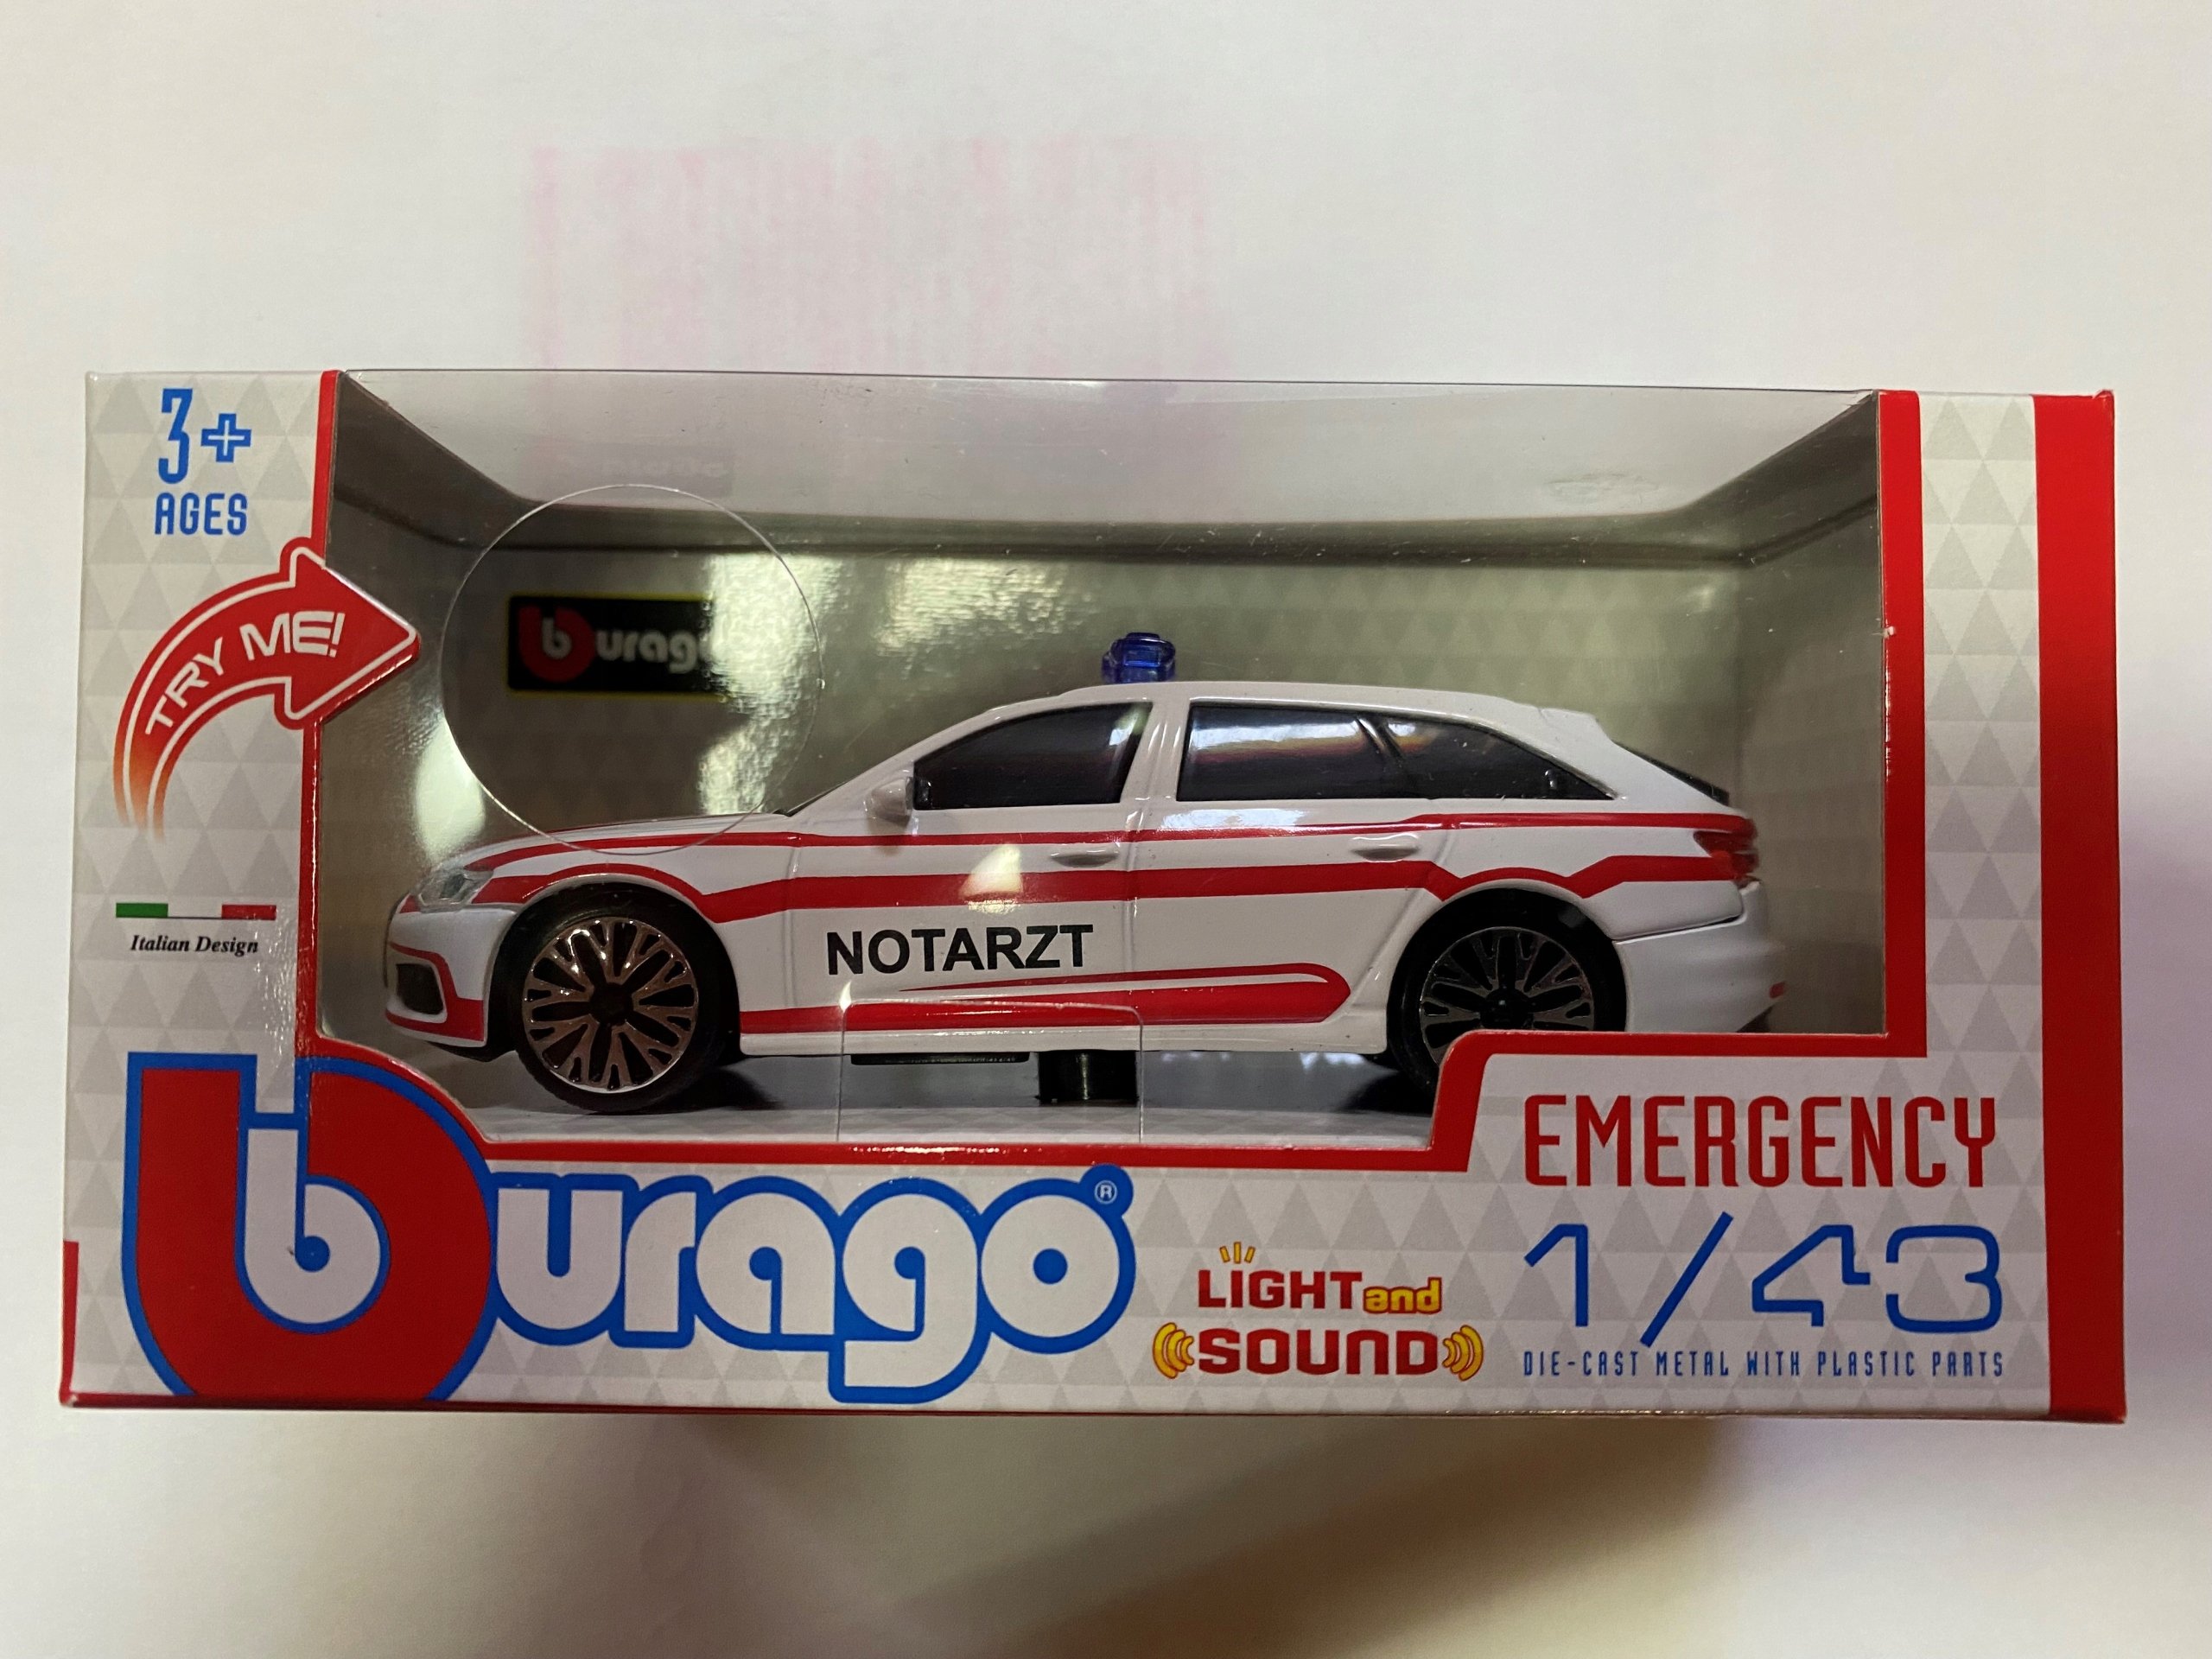 3+
AGES
TRY ME!
burago
NOTARZT
Italian Design
burago®
EMERGENCY
1/43
LIGHT and
SOUND
DIE-CAST METAL WITH PLASTIC PARTS